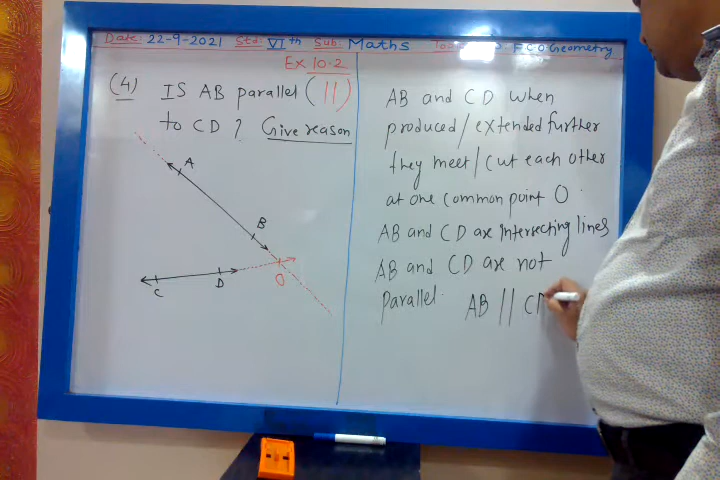 Date: 22-9-2021 Std: VIth Sub: Maths
F C O Geometry
Ex 10.2
(4) IS AB parallel (||)
to CD? Give reason
A
B
C
D
O
AB and CD when
produced/extended further
they meet/cut each other
at one common point O.
AB and CD are Intersecting lines
AB and CD are not
parallel. AB || CD